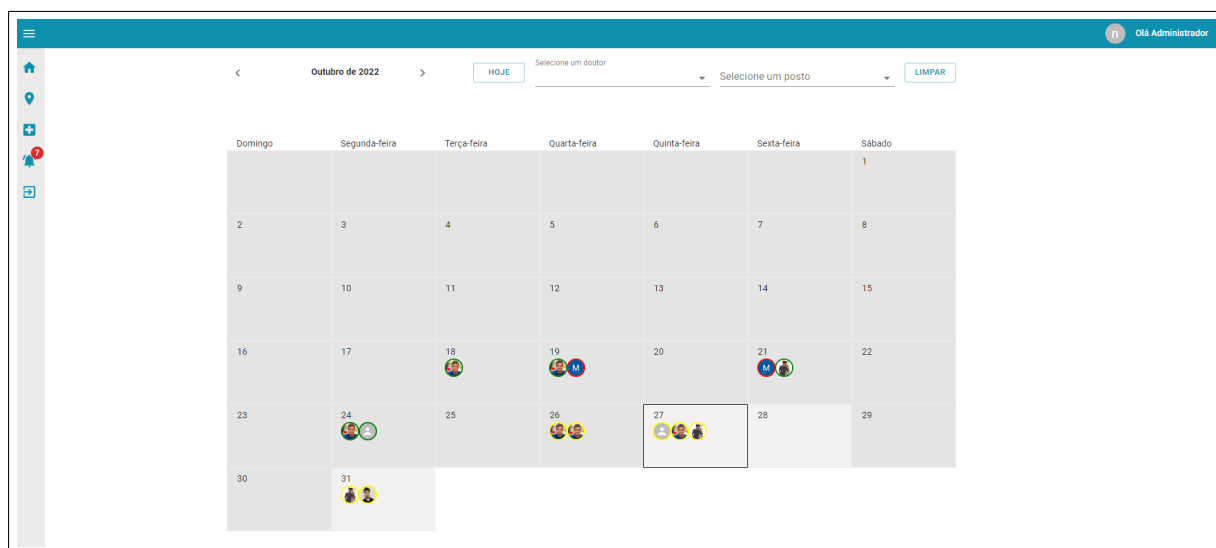 n Olá Administrador
Outubro de 2022 HOJE Selecione um doutor Selecione um posto LIMPAR
7
Domingo Segunda-feira Terça-feira Quarta-feira Quinta-feira Sexta-feira Sábado
1
2 3 4 5 6 7 8
9 10 11 12 13 14 15
16 17 18 19 20 21 22
M M
23 24 25 26 27 28 29
30 31